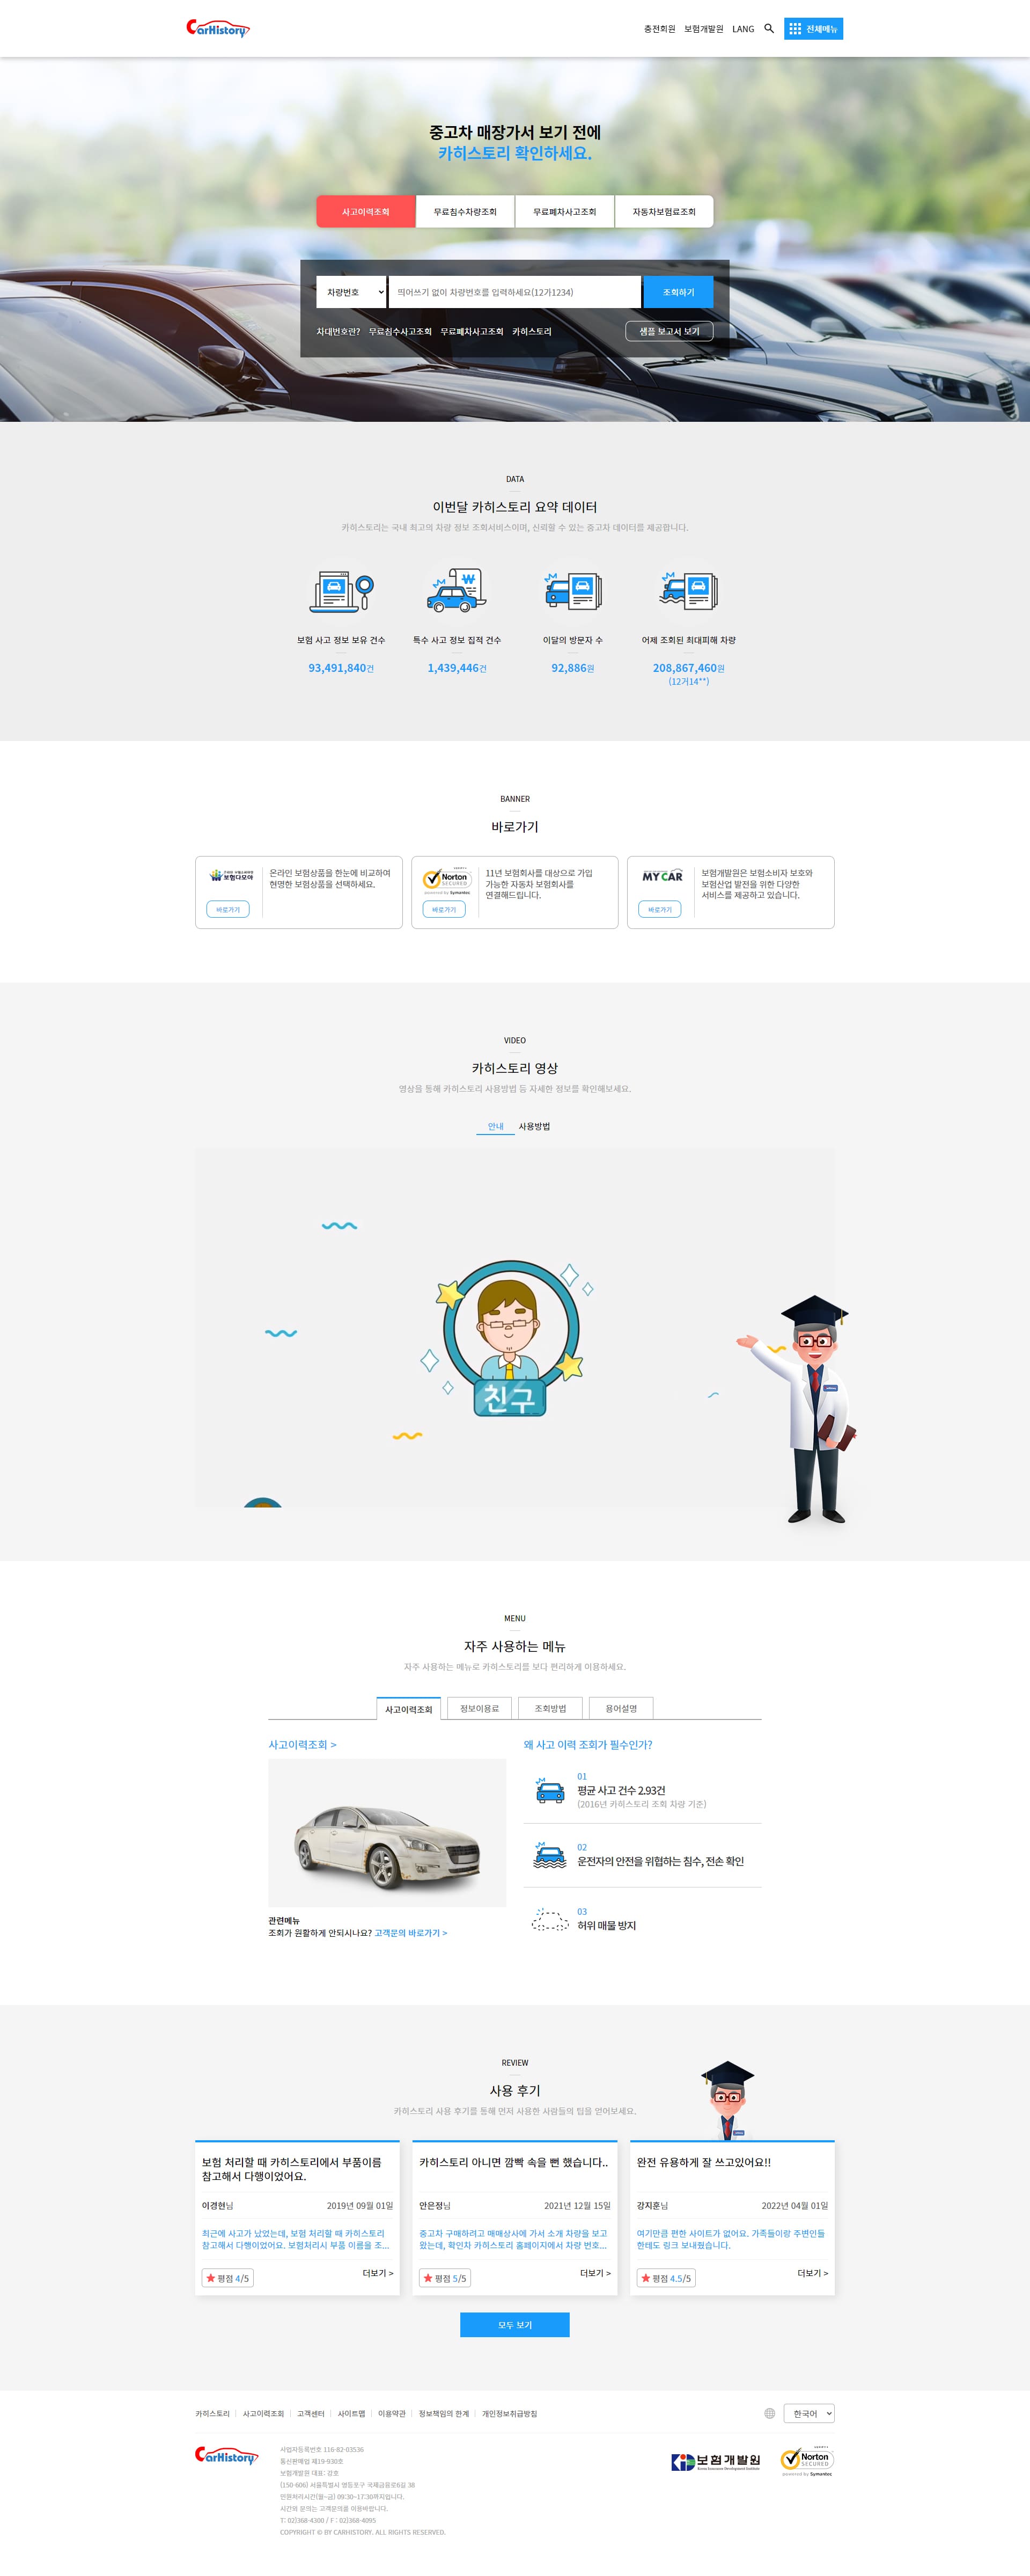 CarHistory
충전회원 보험개발원 LANG 전체메뉴
중고차 매장가서 보기 전에
카히스토리 확인하세요.
사고이력조회 무료침수차량조회 무료폐차사고조회 자동차보험료조회
차량번호 띄어쓰기 없이 차량번호를 입력하세요(12가1234) 조회하기
차대번호란? 무료침수사고조회 무료폐차사고조회 카히스토리 샘플 보고서 보기
DATA
이번달 카히스토리 요약 데이터
카히스토리는 국내 최고의 차량 정보 조회서비스이며, 신뢰할 수 있는 중고차 데이터를 제공합니다.
보험 사고 정보 보유 건수 특수 사고 정보 집적 건수 이달의 방문자 수 어제 조회된 최대피해 차량
93,491,840건 1,439,446건 92,886원 208,867,460원
(12거14**)
BANNER
바로가기
보험다모아
온라인 보험상품을 한눈에 비교하여
현명한 보험상품을 선택하세요.
바로가기
Norton
SECURED
powered by Symantec
11년 보험회사를 대상으로 가입
가능한 자동차 보험회사를
연결해드립니다.
바로가기
MYCAR
보험개발원은 보험소비자 보호와
보험산업 발전을 위한 다양한
서비스를 제공하고 있습니다.
바로가기
VIDEO
카히스토리 영상
영상을 통해 카히스토리 사용방법 등 자세한 정보를 확인해보세요.
안내 사용방법
친구
MENU
자주 사용하는 메뉴
자주 사용하는 메뉴로 카히스토리를 보다 편리하게 이용하세요.
사고이력조회 정보이용료 조회방법 용어설명
사고이력조회 >
관련메뉴
조회가 원활하게 안되시나요? 고객문의 바로가기 >
왜 사고 이력 조회가 필수인가?
01
평균 사고 건수 2.93건
(2016년 카히스토리 조회 차량 기준)
02
운전자의 안전을 위협하는 침수, 전손 확인
03
허위 매물 방지
REVIEW
사용 후기
카히스토리 사용 후기를 통해 먼저 사용한 사람들의 팁을 얻어보세요.
보험 처리할 때 카히스토리에서 부품이름
참고해서 다행이었어요.
이경현님 2019년 09월 01일
최근에 사고가 났었는데, 보험 처리할 때 카히스토리
참고해서 다행이었어요. 보험처리시 부품 이름을 조...
평점 4/5 더보기 >
카히스토리 아니면 깜빡 속을 뻔 했습니다..
안은정님 2021년 12월 15일
중고차 구매하려고 매매상사에 가서 소개 차량을 보고
왔는데, 확인차 카히스토리 홈페이지에서 차량 번호...
평점 5/5 더보기 >
완전 유용하게 잘 쓰고있어요!!
강지훈님 2022년 04월 01일
여기만큼 편한 사이트가 없어요. 가족들이랑 주변인들
한테도 링크 보내줬습니다.
평점 4.5/5 더보기 >
모두 보기
카히스토리 사고이력조회 고객센터 사이트맵 이용약관 정보책임의 한계 개인정보취급방침 한국어
CarHistory
사업자등록번호 116-82-03536
통신판매업 제19-930호
보험개발원 대표: 강호
(150-606) 서울특별시 영등포구 국제금융로6길 38
민원처리시간(월~금) 09:30~17:30까지입니다.
시간외 문의는 고객문의를 이용바랍니다.
T: 02)368-4300 / F : 02)368-4095
COPYRIGHT © BY CARHISTORY. ALL RIGHTS RESERVED.
KIDI 보험개발원
Korea Insurance Development Institute
Norton
SECURED
powered by Symantec